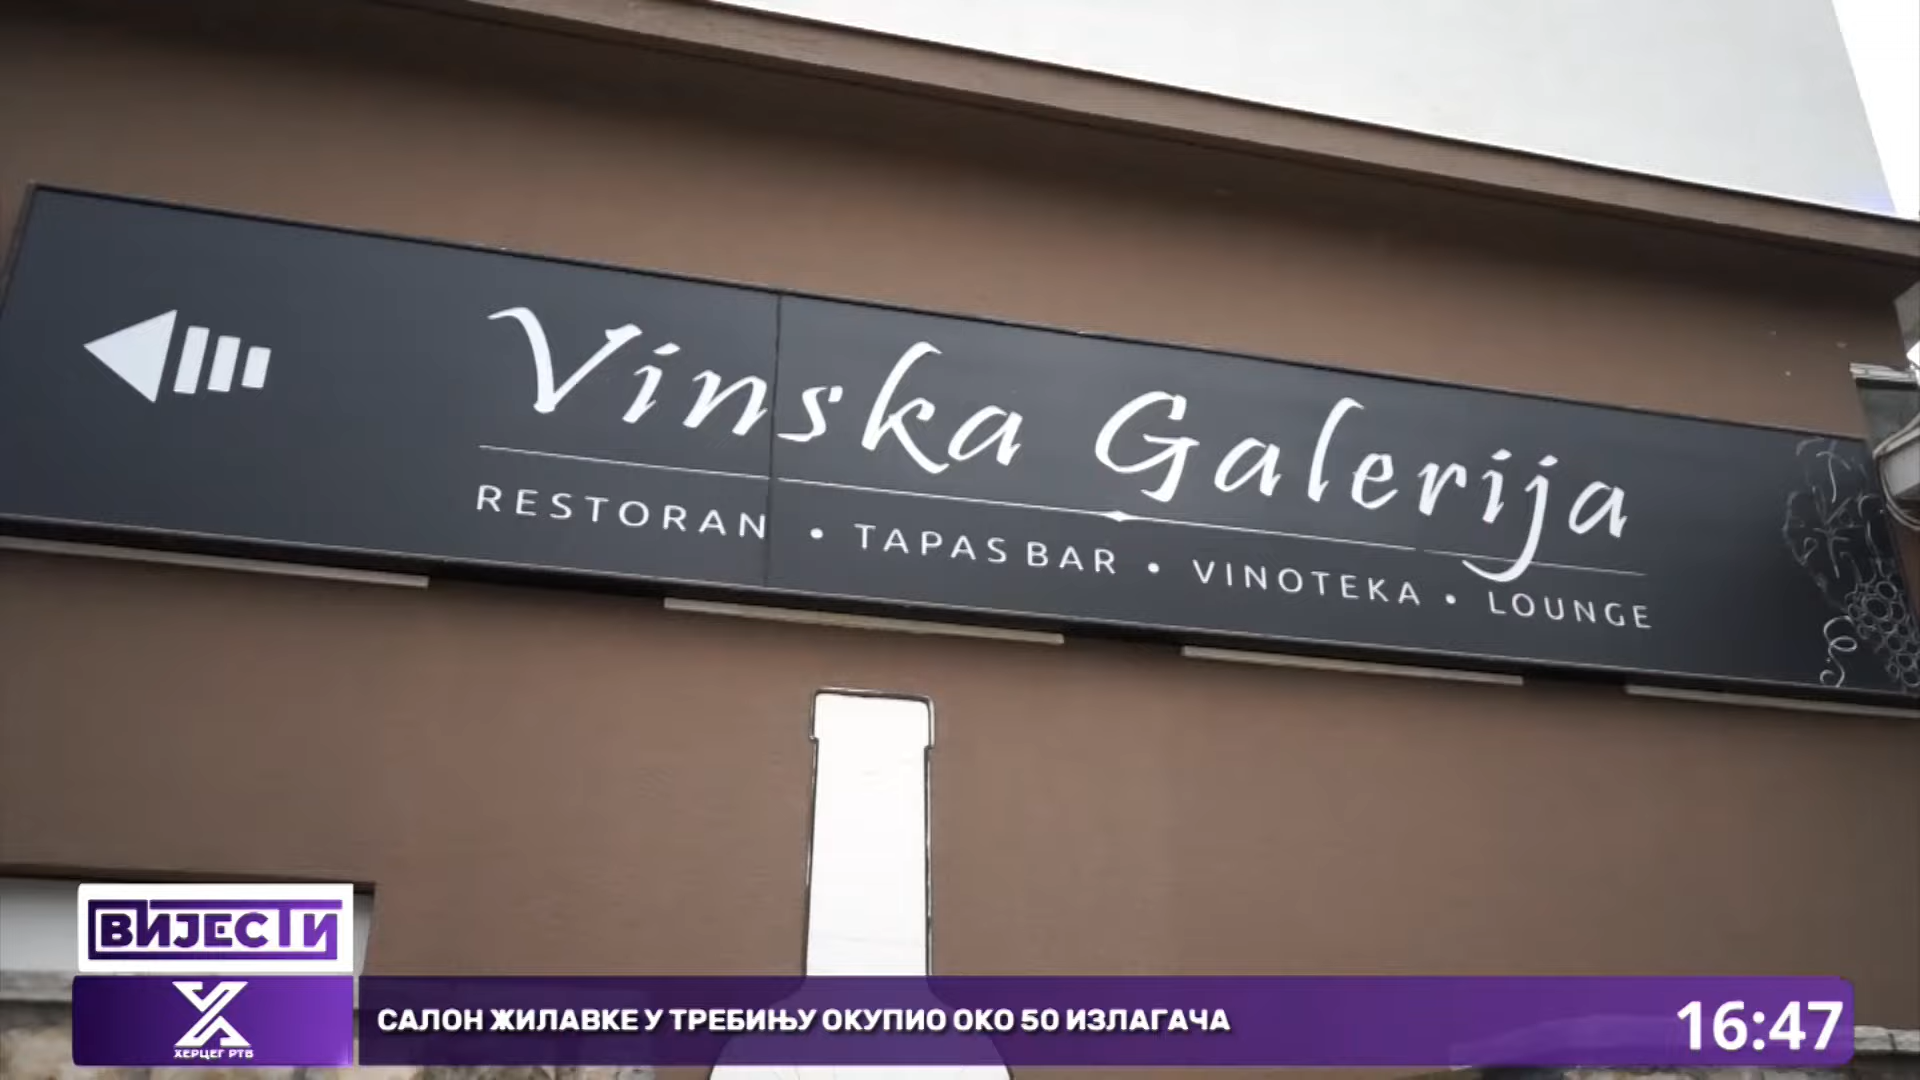 Vinska Galerija
RESTORAN • TAPAS BAR • VINOTEKA • LOUNGE
ВИЈЕСТИ
ХЕРЦЕГ РТВ
САЛОН ЖИЛАВКЕ У ТРЕБИЊУ ОКУПИО ОКО 50 ИЗЛАГАЧА
16:47